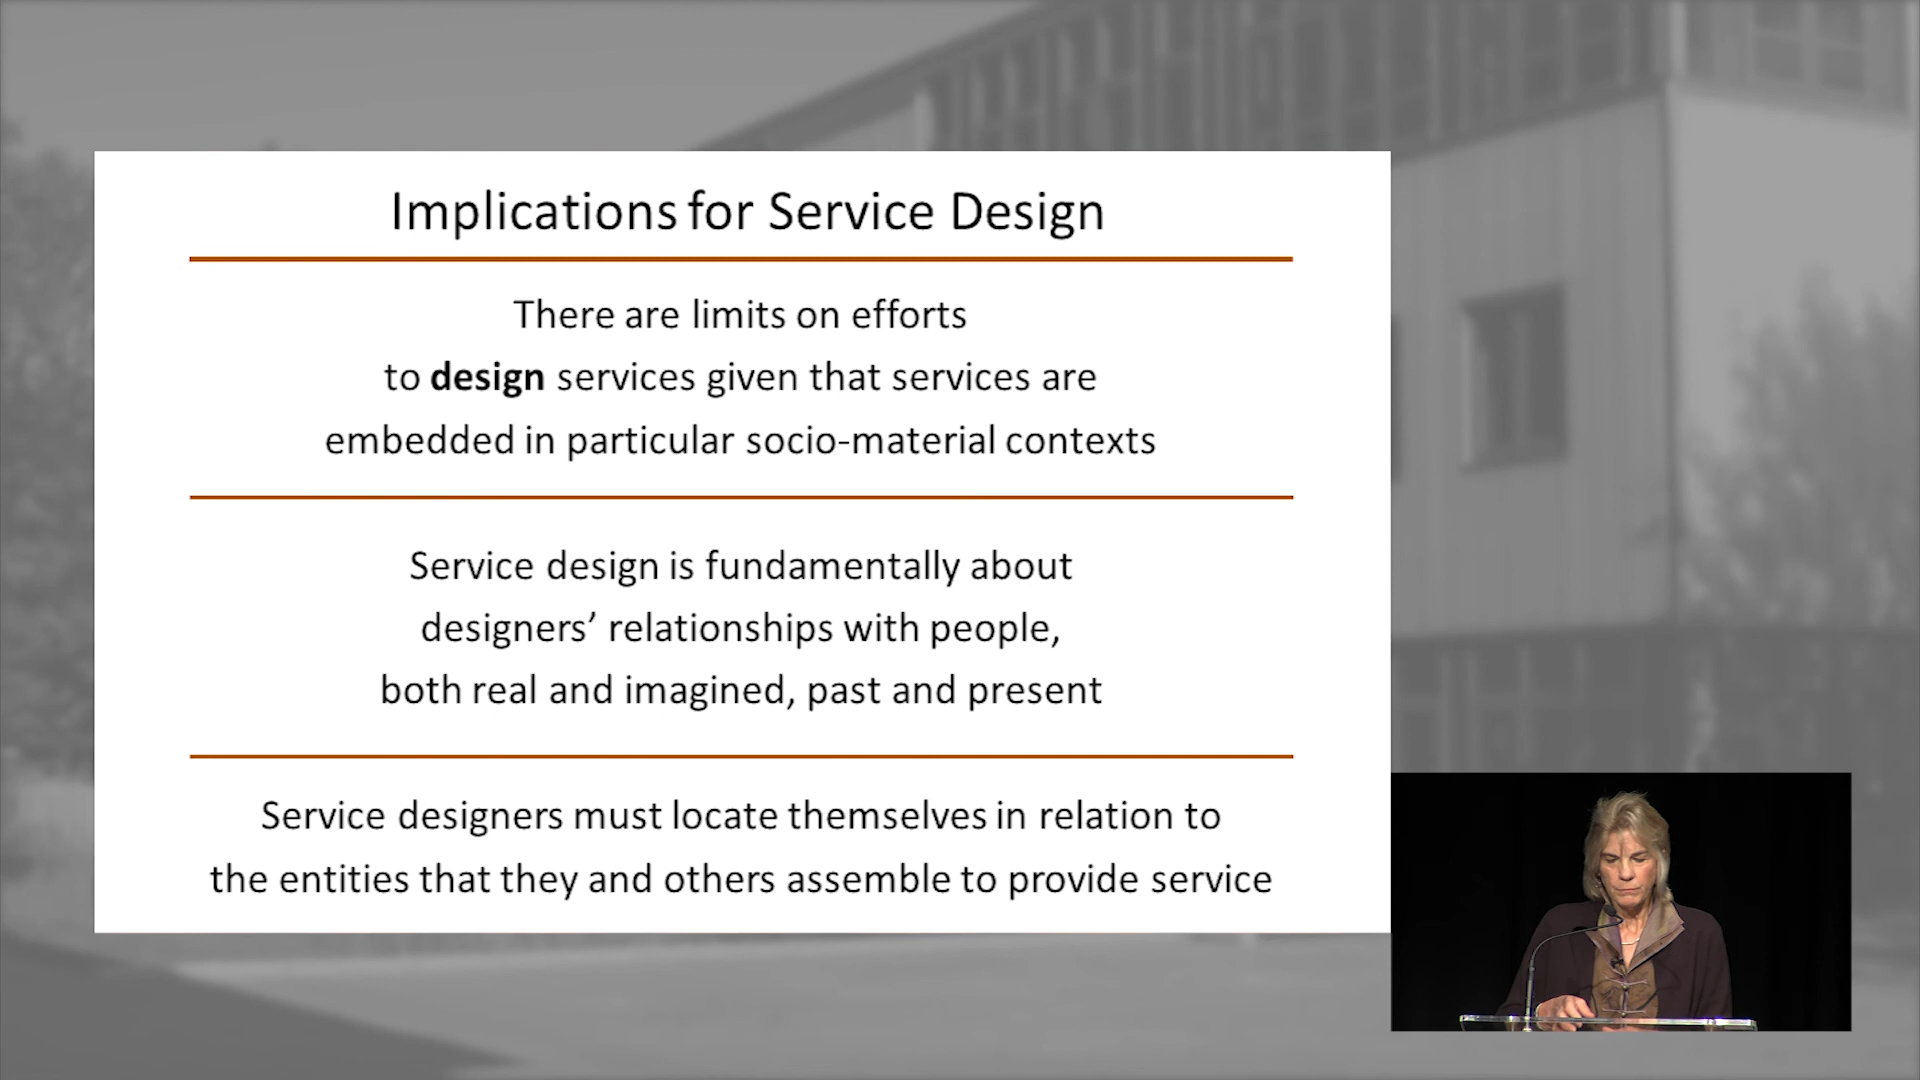 Implications for Service Design
There are limits on efforts
to design services given that services are
embedded in particular socio-material contexts
Service design is fundamentally about
designers’ relationships with people,
both real and imagined, past and present
Service designers must locate themselves in relation to
the entities that they and others assemble to provide service